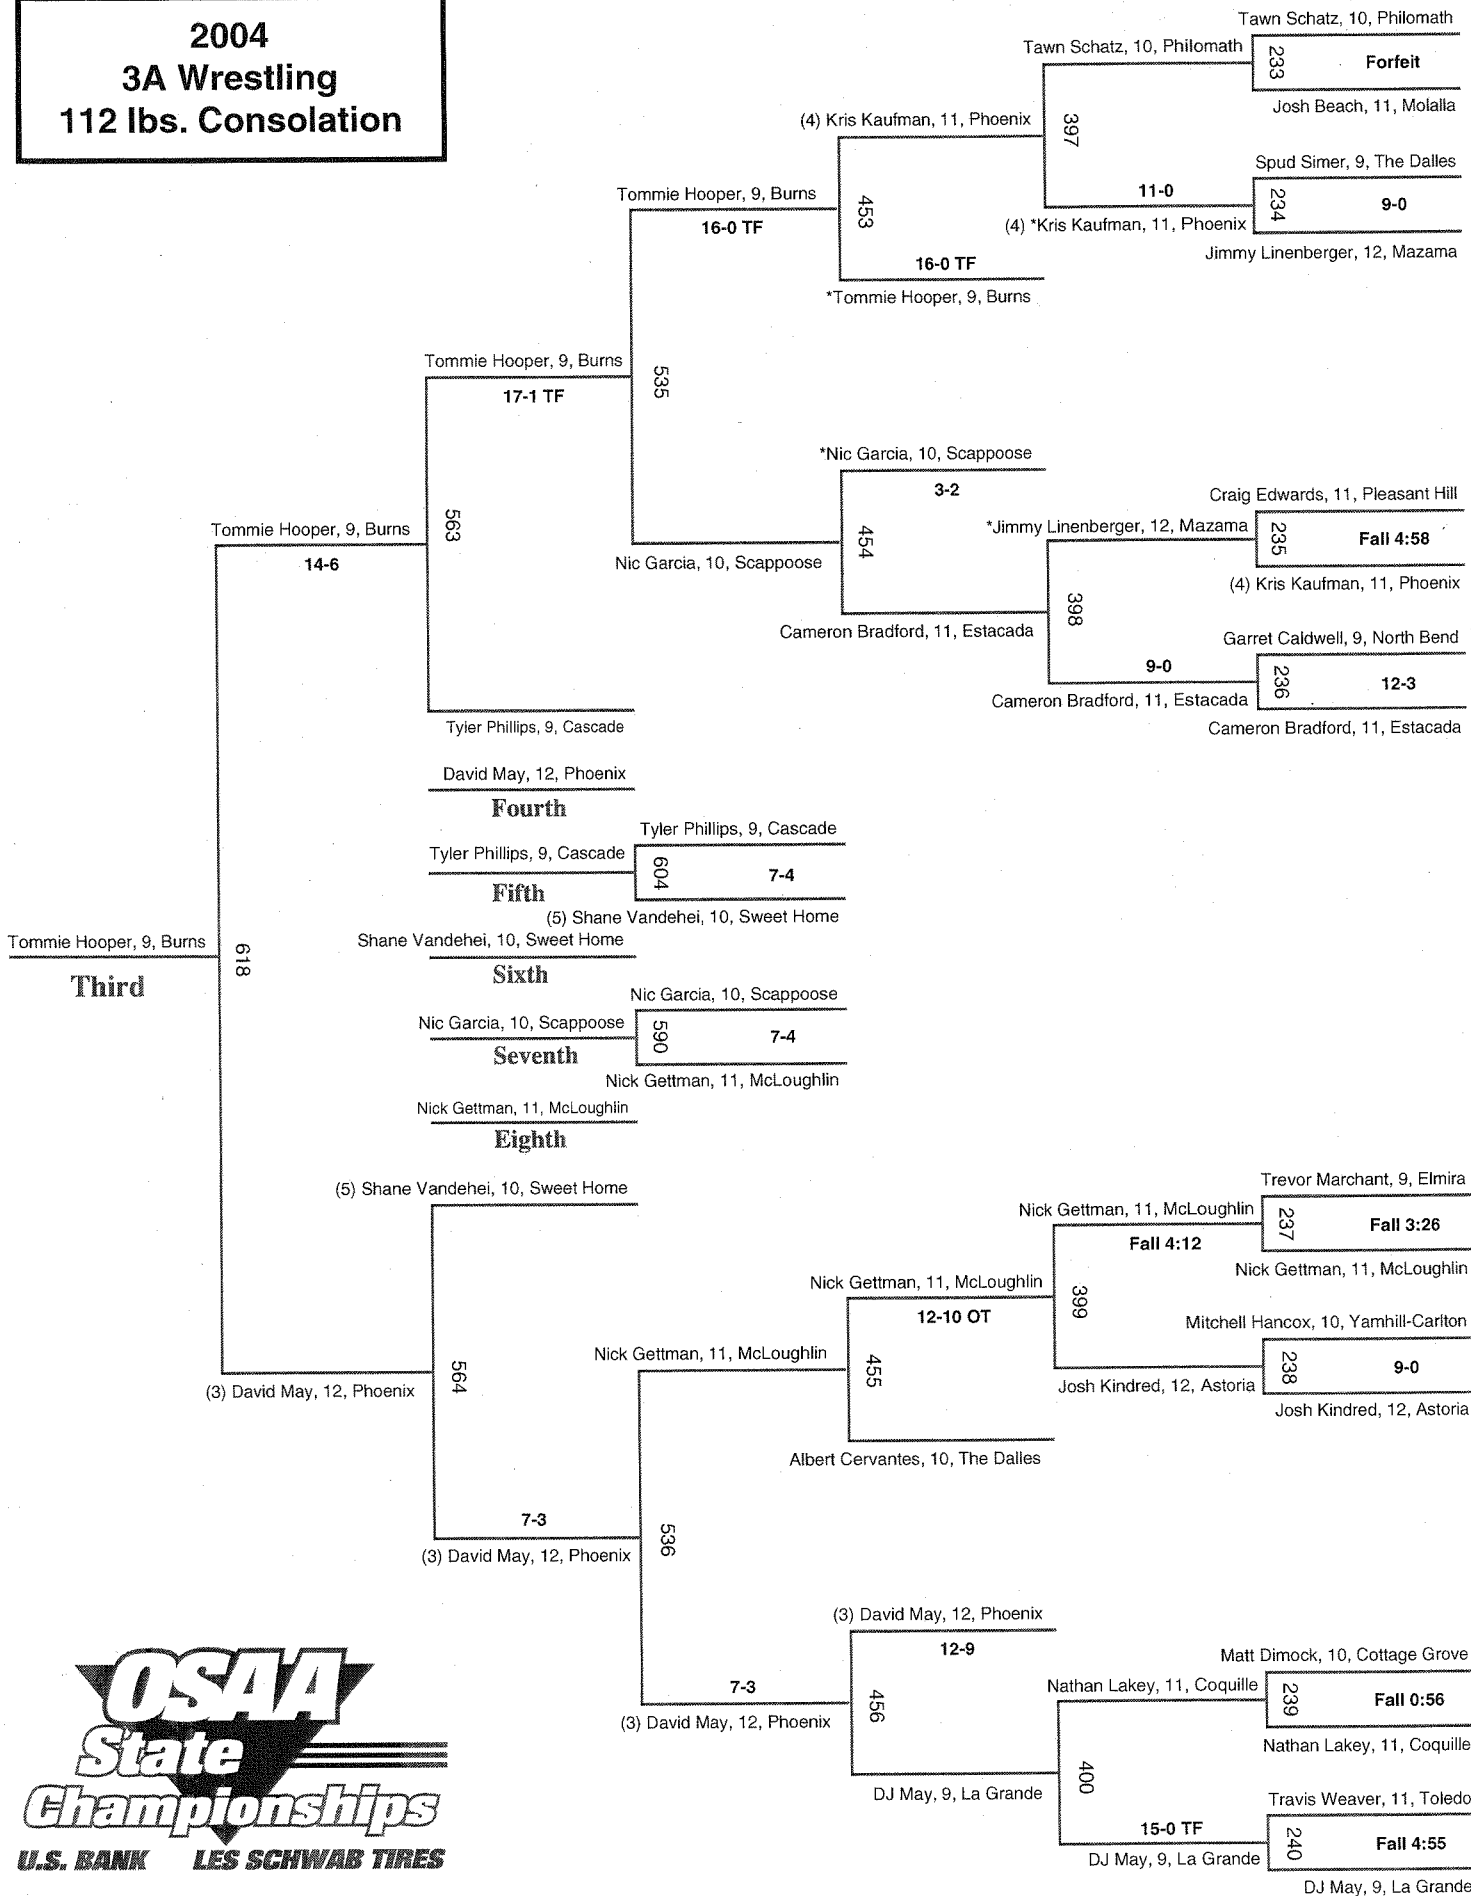 2004
3A Wrestling
112 lbs. Consolation
Tawn Schatz, 10, Philomath
233
Forfeit
Josh Beach, 11, Molalla
Tawn Schatz, 10, Philomath
397
11-0
(4) *Kris Kaufman, 11, Phoenix
Spud Simer, 9, The Dalles
234
9-0
Jimmy Linenberger, 12, Mazama
(4) Kris Kaufman, 11, Phoenix
453
16-0 TF
*Tommie Hooper, 9, Burns
Tommie Hooper, 9, Burns
16-0 TF
535
Tommie Hooper, 9, Burns
17-1 TF
*Nic Garcia, 10, Scappoose
3-2
454
Nic Garcia, 10, Scappoose
Cameron Bradford, 11, Estacada
*Jimmy Linenberger, 12, Mazama
398
9-0
Cameron Bradford, 11, Estacada
Craig Edwards, 11, Pleasant Hill
235
Fall 4:58
(4) Kris Kaufman, 11, Phoenix
Garret Caldwell, 9, North Bend
236
12-3
Cameron Bradford, 11, Estacada
Tommie Hooper, 9, Burns
14-6
563
Tyler Phillips, 9, Cascade
David May, 12, Phoenix
Fourth
Tyler Phillips, 9, Cascade
Fifth
Tyler Phillips, 9, Cascade
604
7-4
(5) Shane Vandehei, 10, Sweet Home
Shane Vandehei, 10, Sweet Home
Sixth
Tommie Hooper, 9, Burns
Third
618
Nic Garcia, 10, Scappoose
Seventh
Nic Garcia, 10, Scappoose
590
7-4
Nick Gettman, 11, McLoughlin
Nick Gettman, 11, McLoughlin
Eighth
(5) Shane Vandehei, 10, Sweet Home
564
(3) David May, 12, Phoenix
7-3
(3) David May, 12, Phoenix
Nick Gettman, 11, McLoughlin
536
7-3
(3) David May, 12, Phoenix
Nick Gettman, 11, McLoughlin
12-10 OT
455
Albert Cervantes, 10, The Dalles
Nick Gettman, 11, McLoughlin
Fall 4:12
399
Josh Kindred, 12, Astoria
Trevor Marchant, 9, Elmira
237
Fall 3:26
Nick Gettman, 11, McLoughlin
Mitchell Hancox, 10, Yamhill-Carlton
238
9-0
Josh Kindred, 12, Astoria
(3) David May, 12, Phoenix
12-9
456
DJ May, 9, La Grande
Nathan Lakey, 11, Coquille
400
15-0 TF
DJ May, 9, La Grande
Matt Dimock, 10, Cottage Grove
239
Fall 0:56
Nathan Lakey, 11, Coquille
Travis Weaver, 11, Toledo
240
Fall 4:55
DJ May, 9, La Grande
OSAA
State
Championships
U.S. BANK LES SCHWAB TIRES